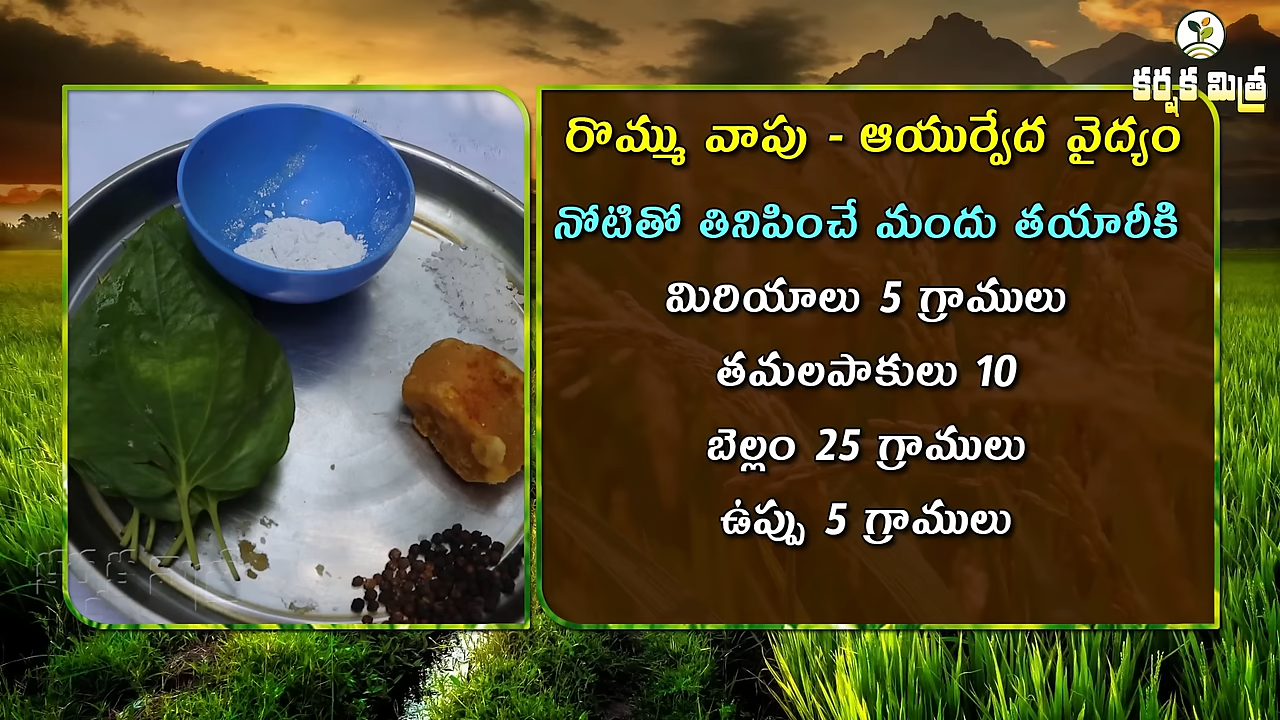 కర్షక మిత్ర
రొమ్ము వాపు - ఆయుర్వేద వైద్యం
నోటితో తినిపించే మందు తయారీకి
మిరియాలు 5 గ్రాములు
తమలపాకులు 10
బెల్లం 25 గ్రాములు
ఉప్పు 5 గ్రాములు